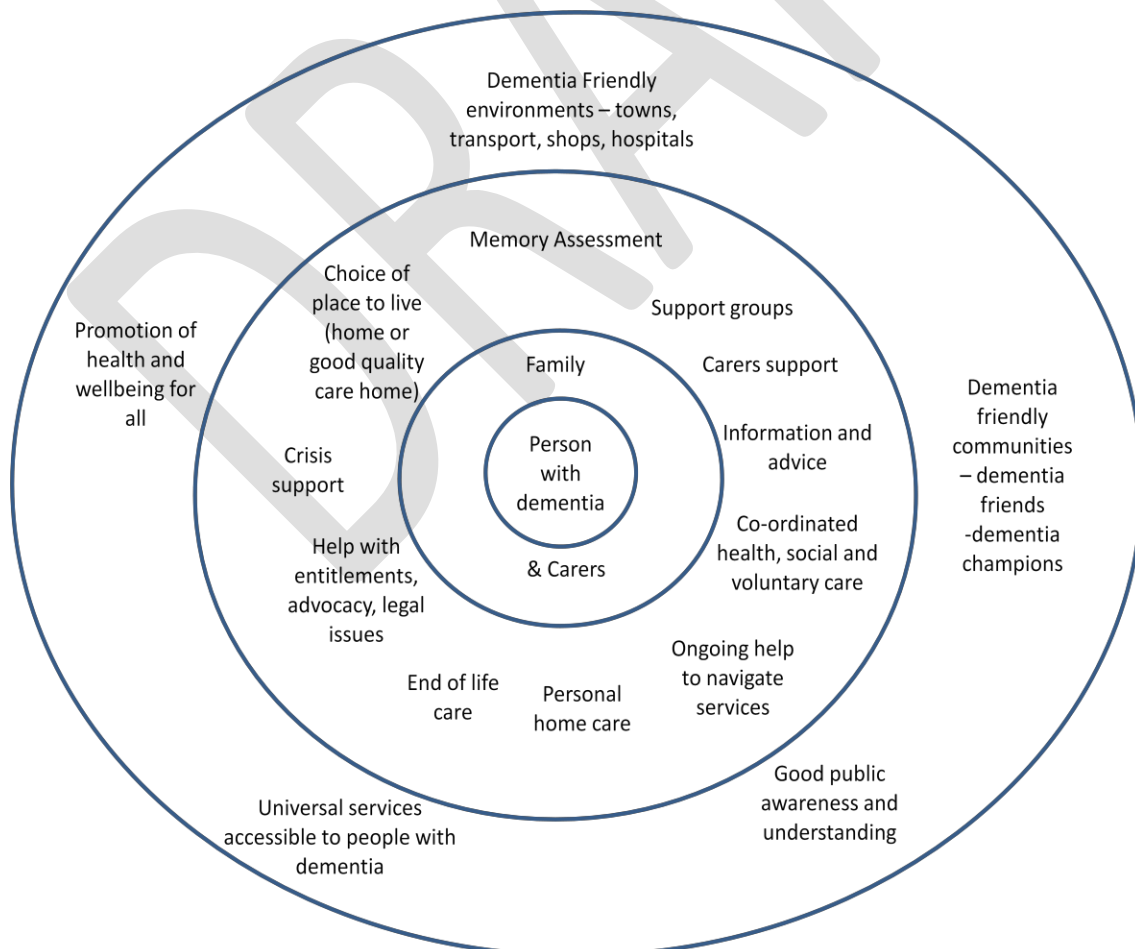 DRA
Dementia Friendly
environments – towns,
transport, shops, hospitals
Memory Assessment
Choice of
place to live
(home or
good quality
care home)
Support groups
Promotion of
health and
wellbeing for
all
Family
Carers support
Dementia
friendly
communities
– dementia
friends
-dementia
champions
Crisis
support
Person
with
dementia
Information and
advice
Help with
entitlements,
advocacy, legal
issues
& Carers
Co-ordinated
health, social and
voluntary care
End of life
care
Personal
home care
Ongoing help
to navigate
services
Universal services
accessible to people with
dementia
Good public
awareness and
understanding